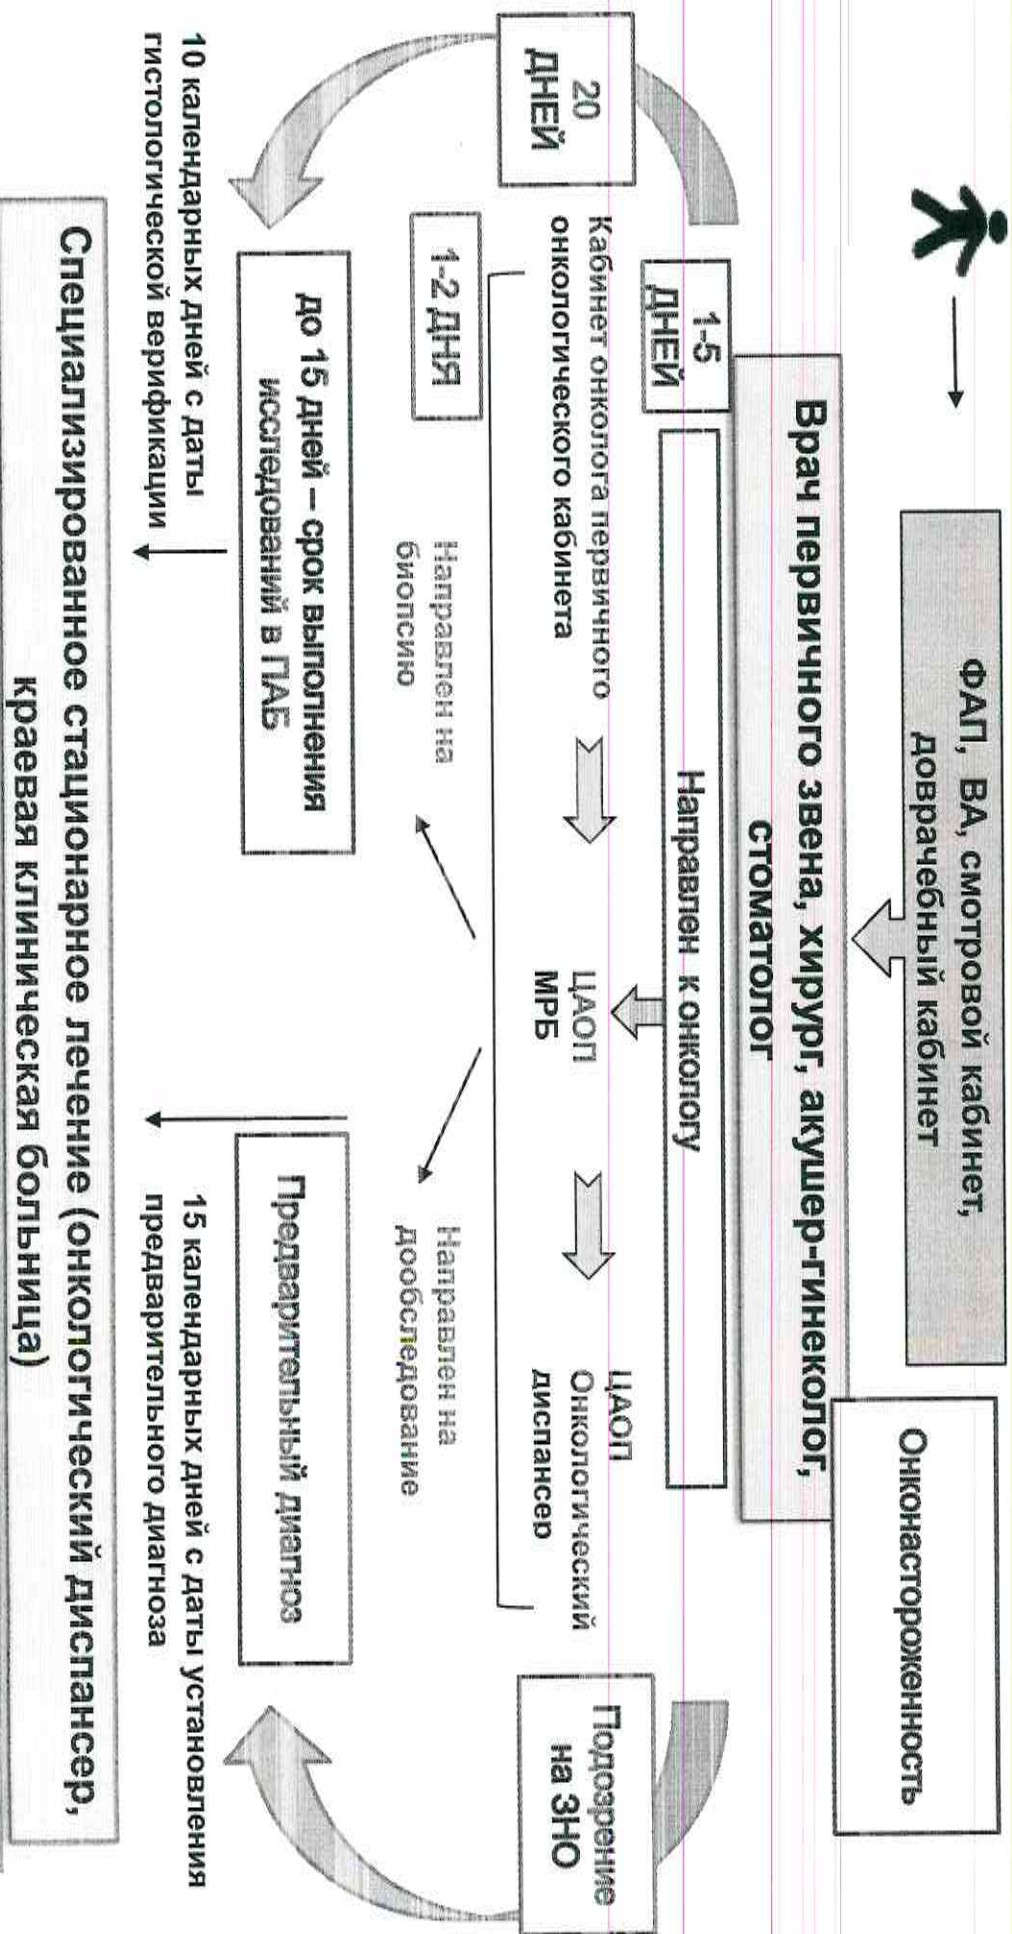 ФАП, ВА, смотровой кабинет,
доврачебный кабинет
Онконастороженность
Врач первичного звена, хирург, акушер-гинеколог,
стоматолог
1-5
ДНЕЙ
Направлен к онкологу
20
ДНЕЙ
Кабинет онколога первичного
онкологического кабинета
ЦАОП
МРБ
ЦАОП
Онкологический
диспансер
Подозрение
на ЗНО
1-2 ДНЯ
Направлен на
биопсию
Направлен на
дообследование
до 15 дней – срок выполнения
исследований в ПАБ
Предварительный диагноз
10 календарных дней с даты
гистологической верификации
15 календарных дней с даты установления
предварительного диагноза
Специализированное стационарное лечение (онкологический диспансер,
краевая клиническая больница)